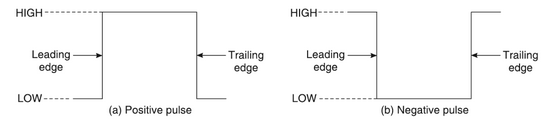 HIGH
Leading
edge
Trailing
edge
LOW
(a) Positive pulse
HIGH
Leading
edge
Trailing
edge
LOW
(b) Negative pulse